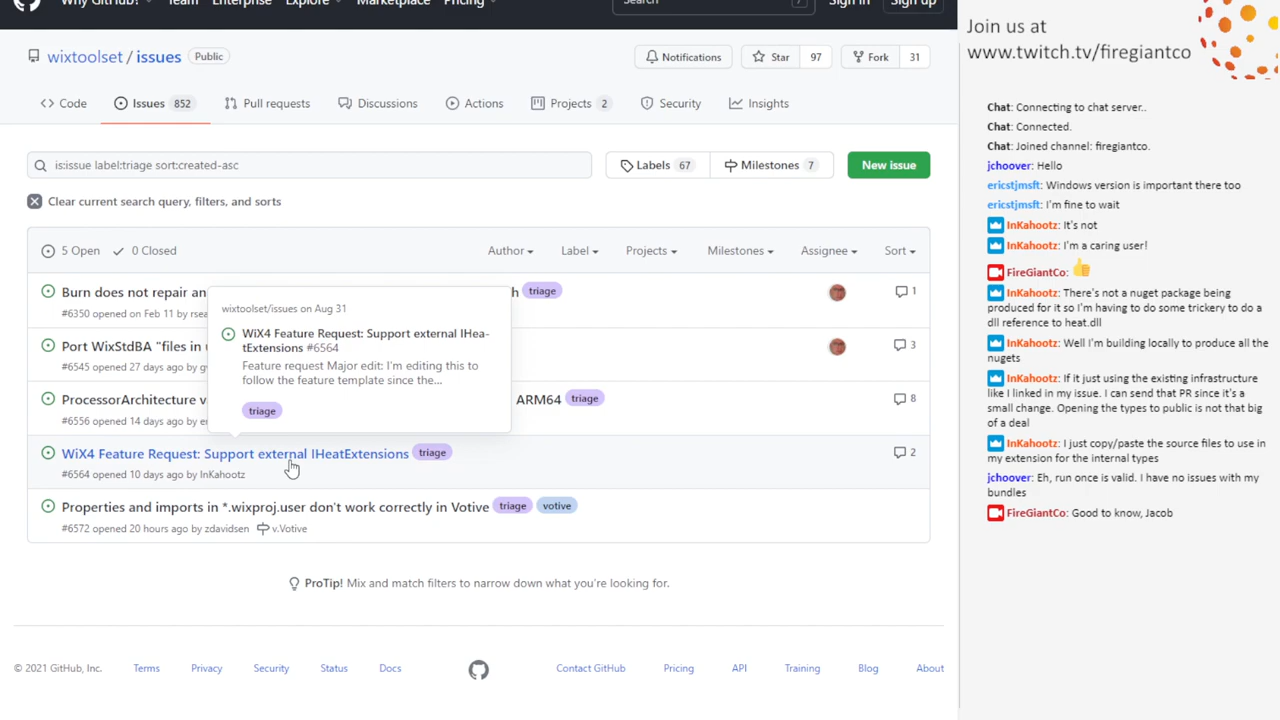 Why GitHub? Team Enterprise Explore Marketplace Pricing Search / Sign in Sign up
wixtoolset / issues Public
Notifications Star 97 Fork 31
Code Issues 852 Pull requests Discussions Actions Projects 2 Security Insights
is:issue label:triage sort:created-asc
Labels 67 Milestones 7 New issue
Clear current search query, filters, and sorts
5 Open 0 Closed Author Label Projects Milestones Assignee Sort
Burn does not repair an h triage 1
#6350 opened on Feb 11 by rsea
wixtoolset/issues on Aug 31
WiX4 Feature Request: Support external IHea-
tExtensions #6564
Feature request Major edit: I'm editing this to
follow the feature template since the...
triage
Port WixStdBA "files in u 3
#6545 opened 27 days ago by g
ProcessorArchitecture v ARM64 triage 8
#6556 opened 14 days ago by e
WiX4 Feature Request: Support external IHeatExtensions triage 2
#6564 opened 10 days ago by InKahootz
Properties and imports in *.wixproj.user don't work correctly in Votive triage votive
#6572 opened 20 hours ago by zdavidsen v.Votive
ProTip! Mix and match filters to narrow down what you're looking for.
© 2021 GitHub, Inc. Terms Privacy Security Status Docs Contact GitHub Pricing API Training Blog About
Join us at
www.twitch.tv/firegiantco
Chat: Connecting to chat server..
Chat: Connected.
Chat: Joined channel: firegiantco.
jchoover: Hello
ericstjmsft: Windows version is important there too
ericstjmsft: I'm fine to wait
InKahootz: It's not
InKahootz: I'm a caring user!
FireGiantCo:
InKahootz: There's not a nuget package being
produced for it so I'm having to do some trickery to do a
dll reference to heat.dll
InKahootz: Well I'm building locally to produce all the
nugets
InKahootz: If it just using the existing infrastructure
like I linked in my issue. I can send that PR since it's a
small change. Opening the types to public is not that big
of a deal
InKahootz: I just copy/paste the source files to use in
my extension for the internal types
jchoover: Eh, run once is valid. I have no issues with my
bundles
FireGiantCo: Good to know, Jacob